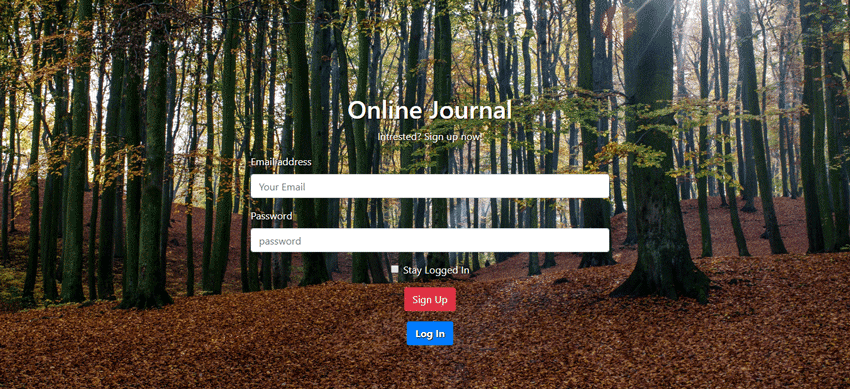 Online Journal
Intrested? Sign up now!
Email address
Your Email
Password
password
Stay Logged In
Sign Up
Log In